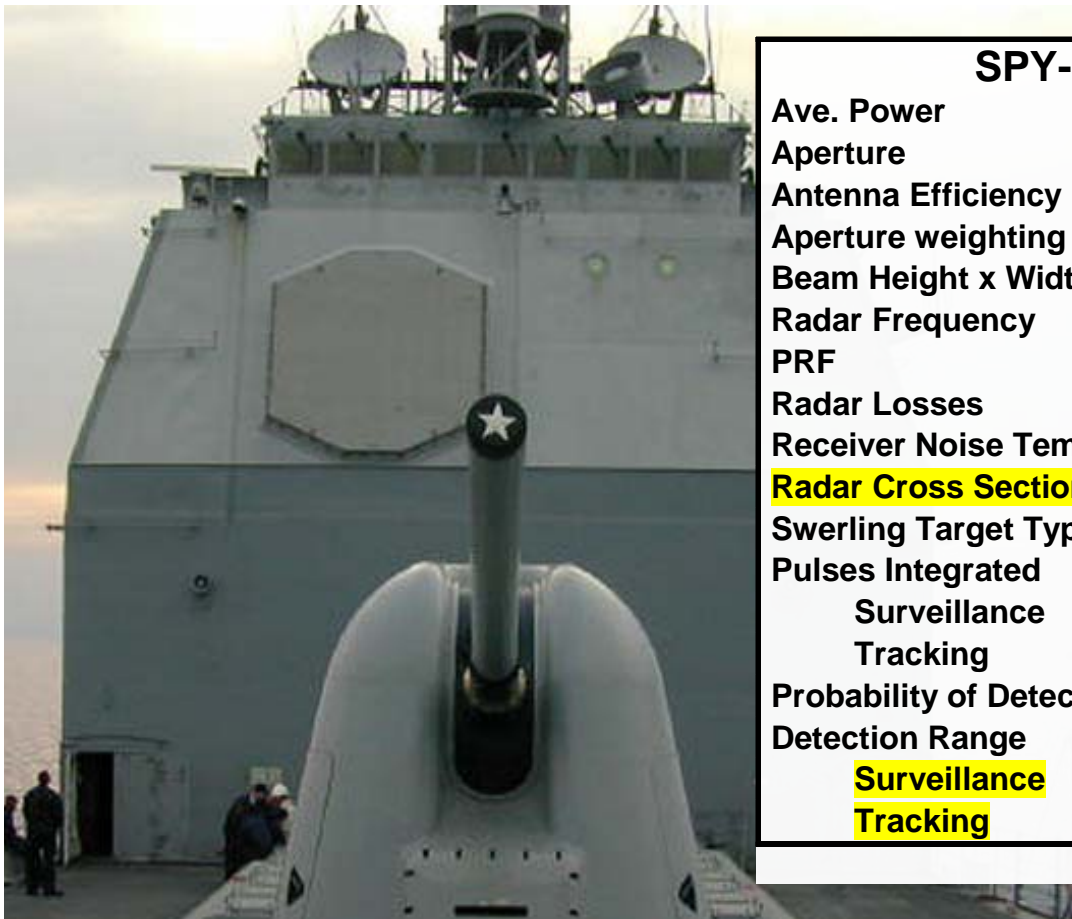 SPY-
Ave. Power
Aperture
Antenna Efficiency
Aperture weighting
Beam Height x Widt
Radar Frequency
PRF
Radar Losses
Receiver Noise Tem
Radar Cross Section
Swerling Target Typ
Pulses Integrated
Surveillance
Tracking
Probability of Detec
Detection Range
Surveillance
Tracking